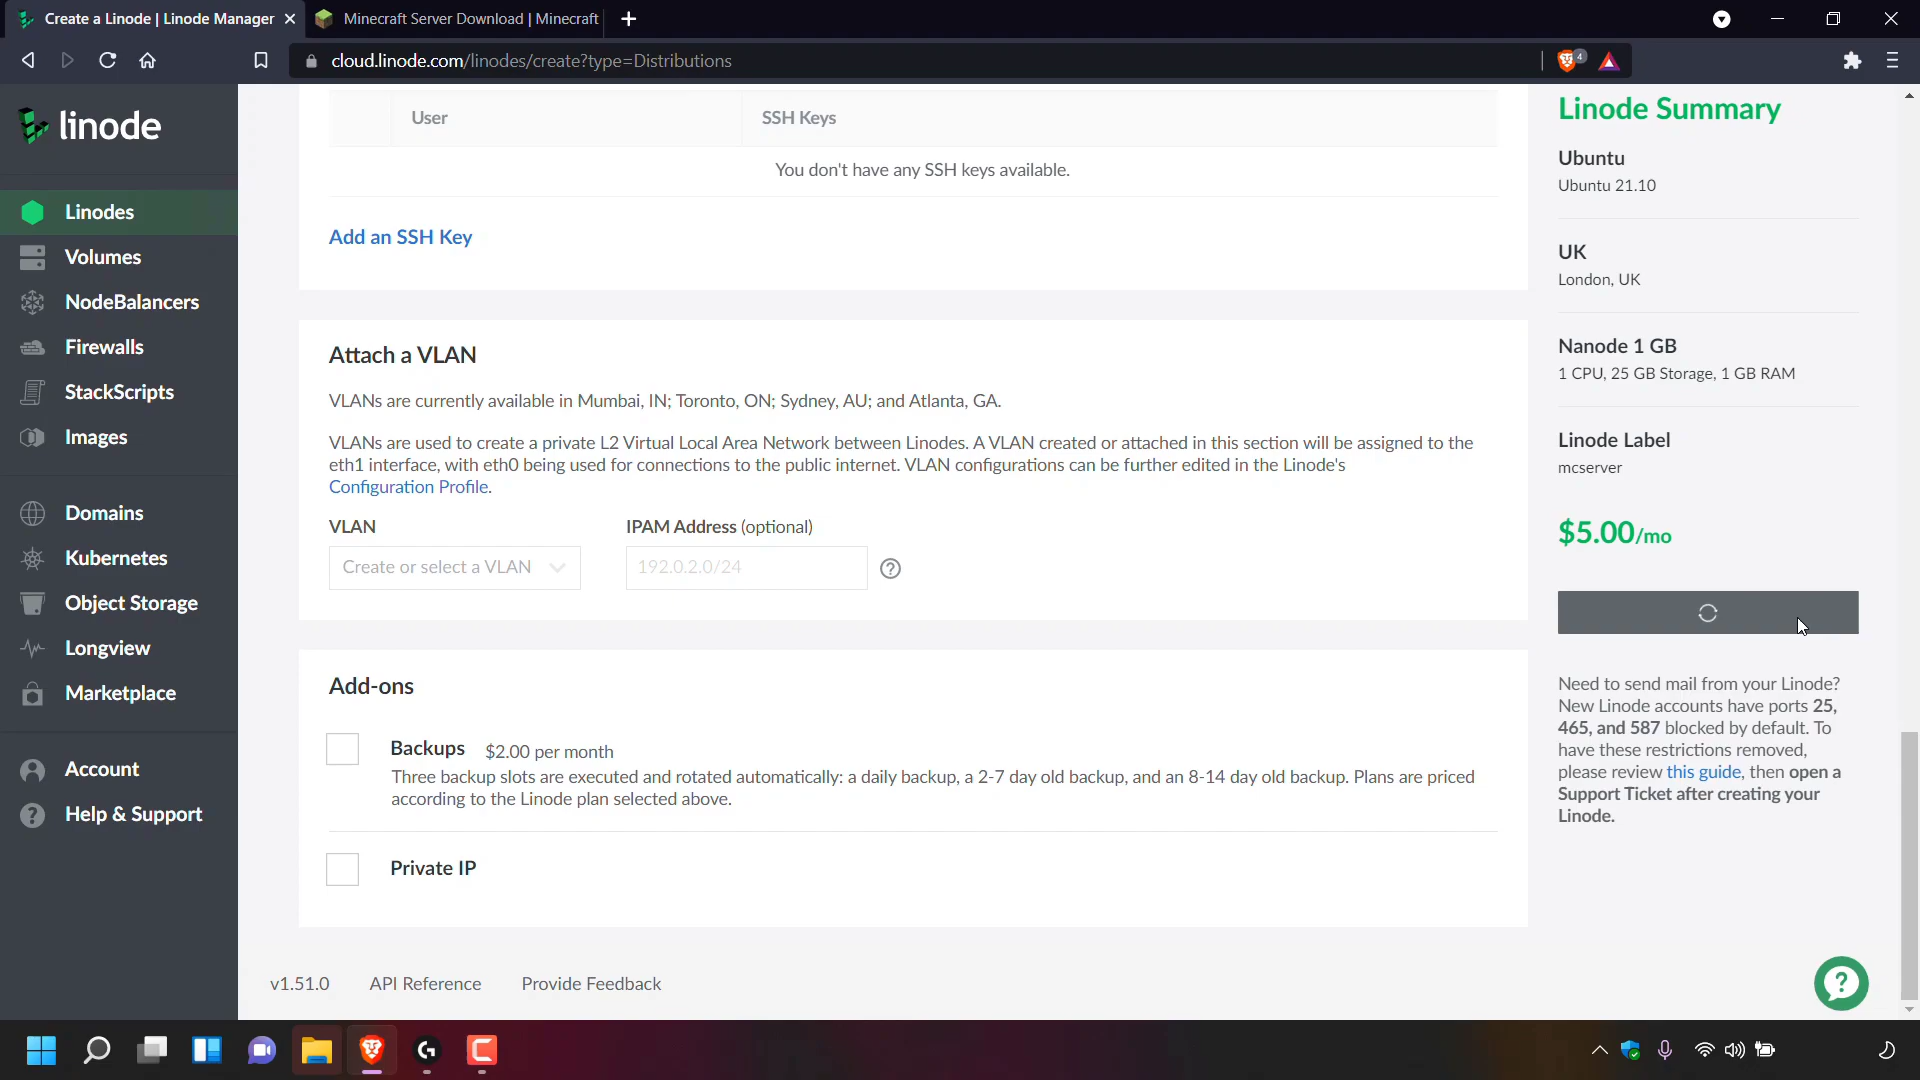 Create a Linode | Linode Manager
Minecraft Server Download | Minecraft
cloud.linode.com/linodes/create?type=Distributions
4
linode
Linodes
Volumes
NodeBalancers
Firewalls
StackScripts
Images
Domains
Kubernetes
Object Storage
Longview
Marketplace
Account
Help & Support
User
SSH Keys
You don't have any SSH keys available.
Add an SSH Key
Attach a VLAN
VLANs are currently available in Mumbai, IN; Toronto, ON; Sydney, AU; and Atlanta, GA.
VLANs are used to create a private L2 Virtual Local Area Network between Linodes. A VLAN created or attached in this section will be assigned to the
eth1 interface, with eth0 being used for connections to the public internet. VLAN configurations can be further edited in the Linode's
Configuration Profile.
VLAN
IPAM Address (optional)
Create or select a VLAN
192.0.2.0/24
Add-ons
Backups $2.00 per month
Three backup slots are executed and rotated automatically: a daily backup, a 2-7 day old backup, and an 8-14 day old backup. Plans are priced
according to the Linode plan selected above.
Private IP
v1.51.0
API Reference
Provide Feedback
Linode Summary
Ubuntu
Ubuntu 21.10
UK
London, UK
Nanode 1 GB
1 CPU, 25 GB Storage, 1 GB RAM
Linode Label
mcserver
$5.00/mo
Need to send mail from your Linode?
New Linode accounts have ports 25,
465, and 587 blocked by default. To
have these restrictions removed,
please review this guide, then open a
Support Ticket after creating your
Linode.